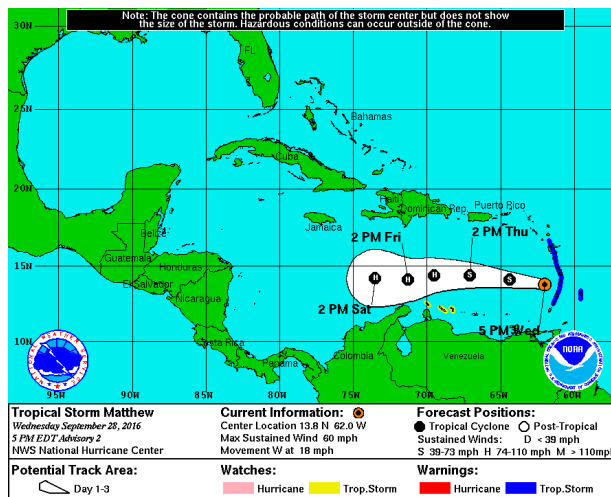 Note: The cone contains the probable path of the storm center but does not show
the size of the storm. Hazardous conditions can occur outside of the cone.
30N
FL
25N
Bahamas
Cuba
20N
Haiti
Dominican Rep.
Puerto Rico
Jamaica
Belize
2 PM Fri
2 PM Thu
Guatemala
Honduras
15N
H H H S S
El Salvador
Nicaragua
2 PM Sat
5 PM Wed
10N
Costa Rica
Panama
Colombia
Venezuela
NOAA
95W 90W 85W 80W 75W 70W 65W 60W
Tropical Storm Matthew
Wednesday September 28, 2016
5 PM EDT Advisory 2
NWS National Hurricane Center
Current Information:
Center Location 13.8 N 62.0 W
Max Sustained Wind 60 mph
Movement W at 18 mph
Forecast Positions:
Tropical Cyclone Post-Tropical
Sustained Winds: D < 39 mph
S 39-73 mph H 74-110 mph M > 110mph
Potential Track Area:
Day 1-3
Watches:
Hurricane Trop.Storm
Warnings:
Hurricane Trop.Storm